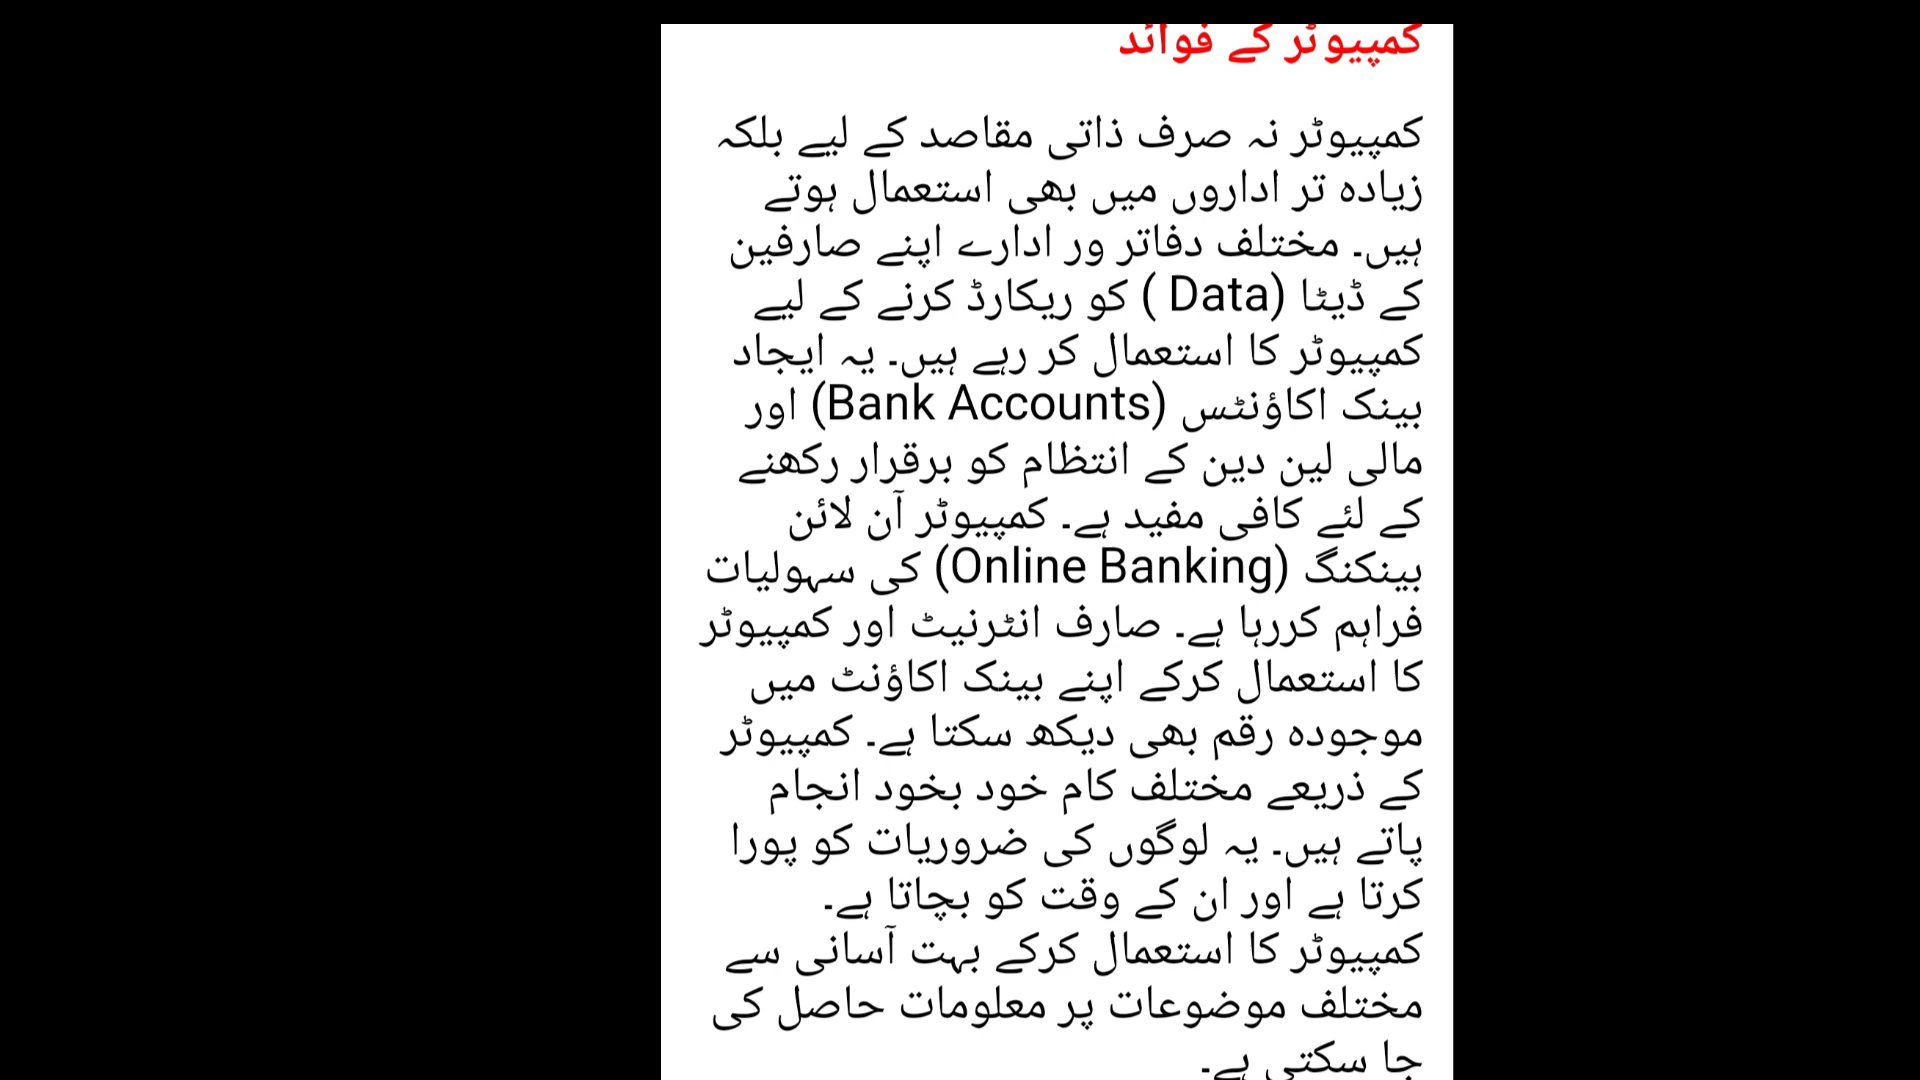 کمپیوٹر کے فوائد
کمپیوٹر نہ صرف ذاتی مقاصد کے لیے بلکہ
زیادہ تر اداروں میں بھی استعمال ہوتے
ہیں۔ مختلف دفاتر ور ادارے اپنے صارفین
کے ڈیٹا (Data ) کو ریکارڈ کرنے کے لیے
کمپیوٹر کا استعمال کر رہے ہیں۔ یہ ایجاد
بینک اکاؤنٹس (Bank Accounts) اور
مالی لین دین کے انتظام کو برقرار رکھنے
کے لئے کافی مفید ہے۔ کمپیوٹر آن لائن
بینکنگ (Online Banking) کی سہولیات
فراہم کررہا ہے۔ صارف انٹرنیٹ اور کمپیوٹر
کا استعمال کرکے اپنے بینک اکاؤنٹ میں
موجودہ رقم بھی دیکھ سکتا ہے۔ کمپیوٹر
کے ذریعے مختلف کام خود بخود انجام
پاتے ہیں۔ یہ لوگوں کی ضروریات کو پورا
کرتا ہے اور ان کے وقت کو بچاتا ہے۔
کمپیوٹر کا استعمال کرکے بہت آسانی سے
مختلف موضوعات پر معلومات حاصل کی
جا سکتی ہے۔